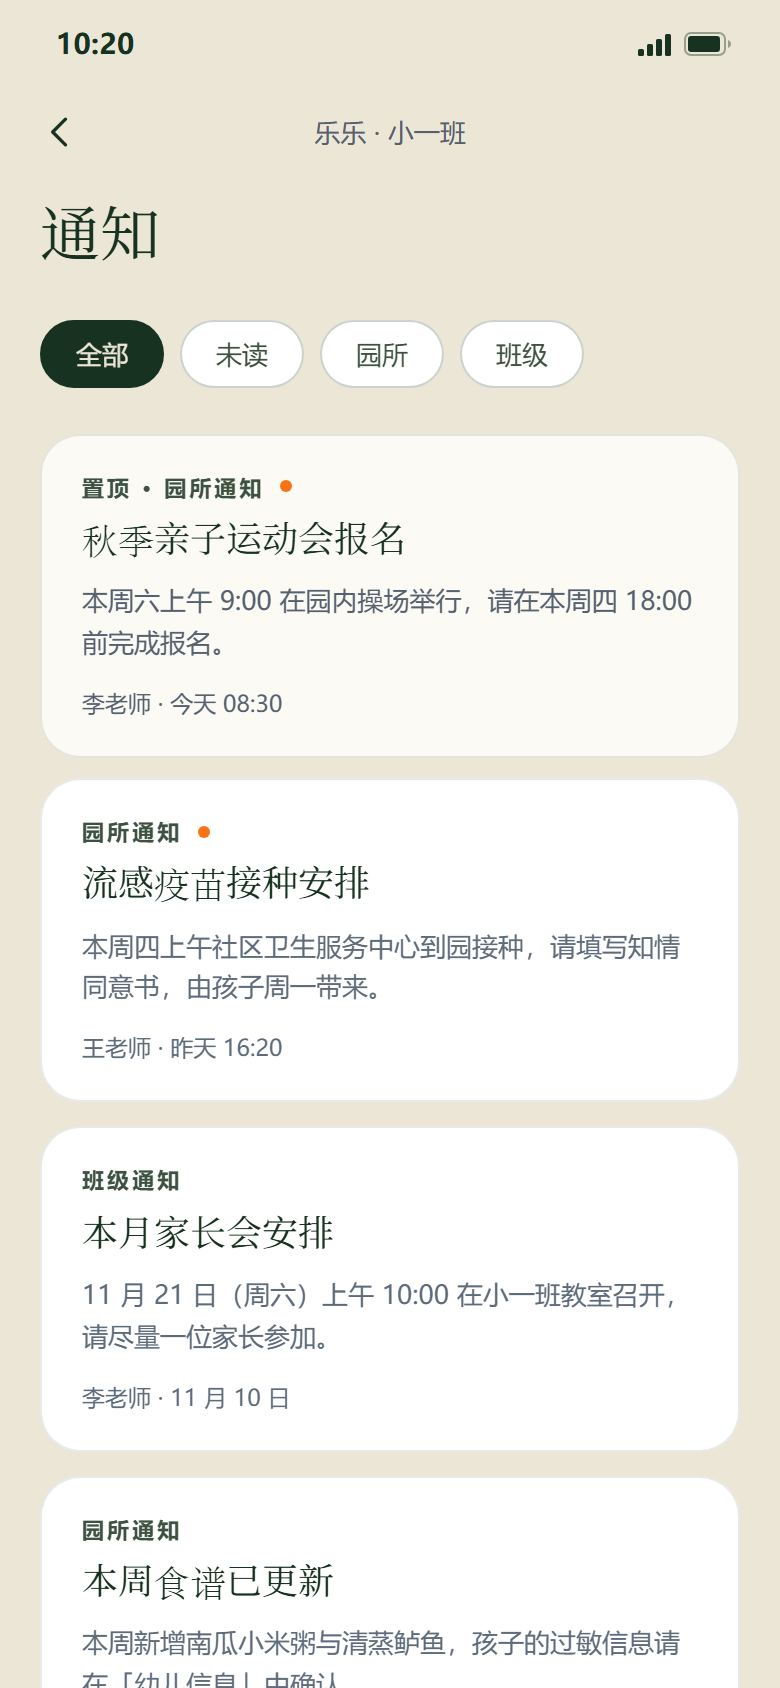 10:20
乐乐 · 小一班
通知
全部
未读
园所
班级
置顶 · 园所通知
秋季亲子运动会报名
本周六上午 9:00 在园内操场举行，请在本周四 18:00
前完成报名。
李老师 · 今天 08:30
园所通知
流感疫苗接种安排
本周四上午社区卫生服务中心到园接种，请填写知情
同意书，由孩子周一带来。
王老师 · 昨天 16:20
班级通知
本月家长会安排
11 月 21 日（周六）上午 10:00 在小一班教室召开，
请尽量一位家长参加。
李老师 · 11 月 10 日
园所通知
本周食谱已更新
本周新增南瓜小米粥与清蒸鲈鱼，孩子的过敏信息请
在「幼儿信息」中确认